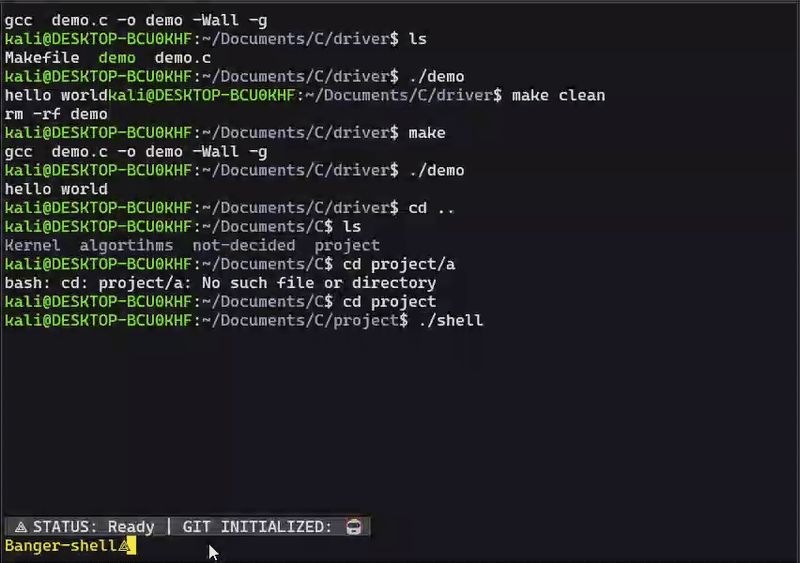 gcc  demo.c -o demo -Wall -g
kali@DESKTOP-BCU0KHF:~/Documents/C/driver$ ls
Makefile  demo  demo.c
kali@DESKTOP-BCU0KHF:~/Documents/C/driver$ ./demo
hello worldkali@DESKTOP-BCU0KHF:~/Documents/C/driver$ make clean
rm -rf demo
kali@DESKTOP-BCU0KHF:~/Documents/C/driver$ make
gcc  demo.c -o demo -Wall -g
kali@DESKTOP-BCU0KHF:~/Documents/C/driver$ ./demo
hello world
kali@DESKTOP-BCU0KHF:~/Documents/C/driver$ cd ..
kali@DESKTOP-BCU0KHF:~/Documents/C$ ls
Kernel  algortihms  not-decided  project
kali@DESKTOP-BCU0KHF:~/Documents/C$ cd project/a
bash: cd: project/a: No such file or directory
kali@DESKTOP-BCU0KHF:~/Documents/C$ cd project
kali@DESKTOP-BCU0KHF:~/Documents/C/project$ ./shell
STATUS: Ready | GIT INITIALIZED:
Banger-shell